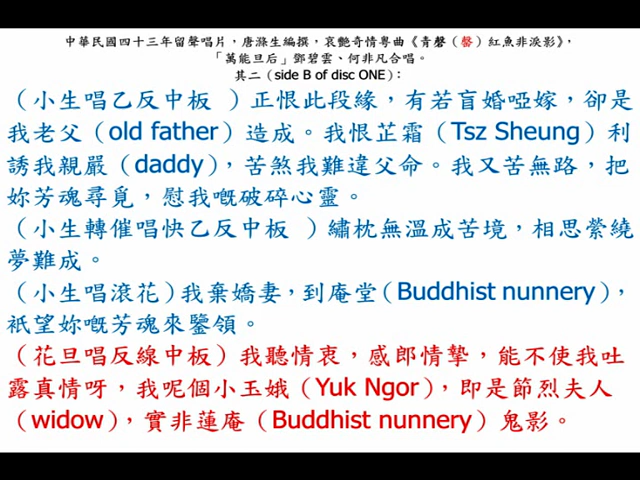 中華民國四十三年留聲唱片，唐滌生編撰，哀艷奇情粵曲《青磬（罄）紅魚非淚影》，
「萬能旦后」鄧碧雲、何非凡合唱。
其二（side B of disc ONE）：
（小生唱乙反中板 ）正恨此段緣，有若盲婚啞嫁，卻是
我老父（old father）造成。我恨芷霜（Tsz Sheung）利
誘我親嚴（daddy），苦煞我難違父命。我又苦無路，把
妳芳魂尋覓，慰我嘅破碎心靈。
（小生轉催唱快乙反中板 ）繡枕無溫成苦境，相思縈繞
夢難成。
（小生唱滾花）我棄嬌妻，到庵堂（Buddhist nunnery），
祇望妳嘅芳魂來鑒領。
（花旦唱反線中板）我聽情衷，感郎情摯，能不使我吐
露真情呀，我呢個小玉娥（Yuk Ngor），即是節烈夫人
（widow），實非蓮庵（Buddhist nunnery）鬼影。